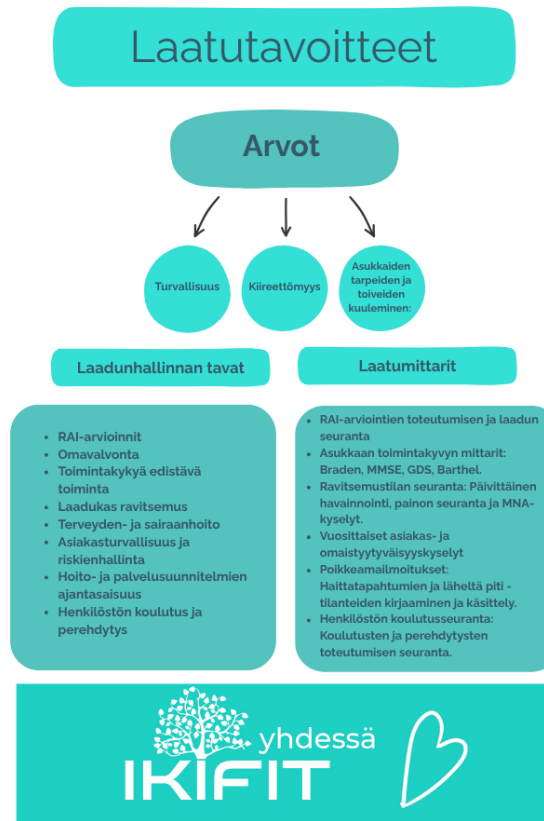 Laatutavoitteet
Arvot
Turvallisuus
Kiireettömyys
Asukkaiden
tarpeiden ja
toiveiden
kuuleminen:
Laadunhallinnan tavat
RAI-arvioinnit
Omavalvonta
Toimintakykyä edistävä
toiminta
Laadukas ravitsemus
Terveyden- ja sairaanhoito
Asiakasturvallisuus ja
riskienhallinta
Hoito- ja palvelusuunnitelmien
ajantasaisuus
Henkilöstön koulutus ja
perehdytys
Laatumittarit
RAI-arviointien toteutumisen ja laadun
seuranta
Asukkaan toimintakyvyn mittarit:
Braden, MMSE, GDS, Barthel.
Ravitsemustilan seuranta: Päivittäinen
havainnointi, painon seuranta ja MNA-
kyselyt.
Vuosittaiset asiakas- ja
omaistyytyväisyyskyselyt
Poikkeamailmoitukset:
Haittatapahtumien ja läheltä piti -
tilanteiden kirjaaminen ja käsittely.
Henkilöstön koulutusseuranta:
Koulutusten ja perehdytysten
toteutumisen seuranta.
yhdessä
IKIFIT